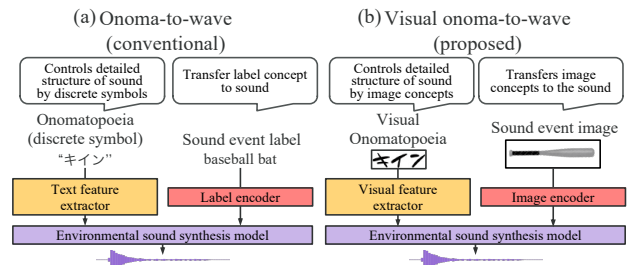 (a) Onoma-to-wave
(conventional)
Controls detailed
structure of sound
by discrete symbols
Transfer label concept
to sound
Onomatopoeia
(discrete symbol)
“キイン”
Sound event label
baseball bat
Text feature
extractor
Label encoder
Environmental sound synthesis model
(b) Visual onoma-to-wave
(proposed)
Controls detailed
structure of sound
by image concepts
Transfers image
concepts to the sound
Visual
Onomatopoeia
キイン
Sound event image
Visual feature
extractor
Image encoder
Environmental sound synthesis model